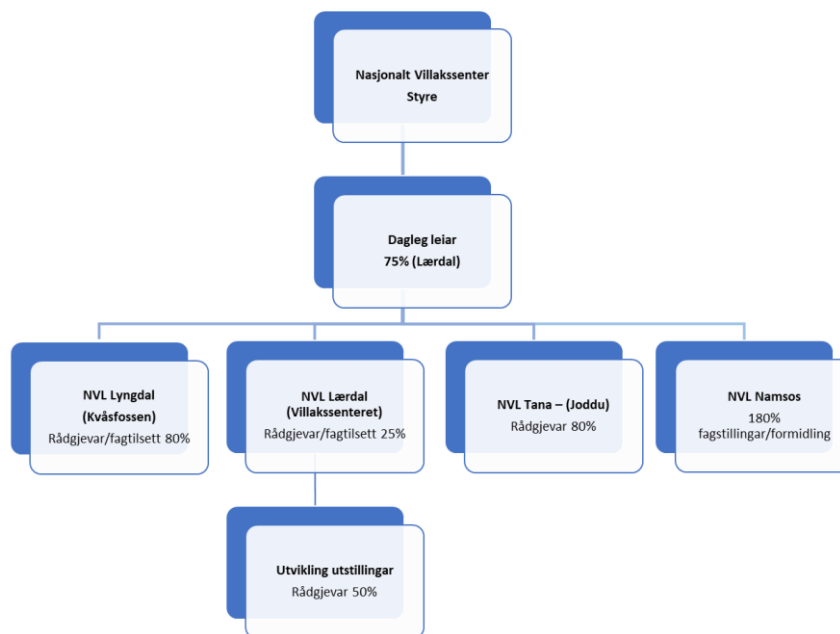 Nasjonalt Villakssenter
Styre
Dagleg leiar
75% (Lærdal)
NVL Lyngdal
(Kvåsfossen)
Rådgjevar/fagtilsett 80%
NVL Lærdal
(Villakssenteret)
Rådgjevar/fagtilsett 25%
NVL Tana – (Joddu)
Rådgjevar 80%
NVL Namsos
180%
fagstillingar/formidling
Utvikling utstillingar
Rådgjevar 50%